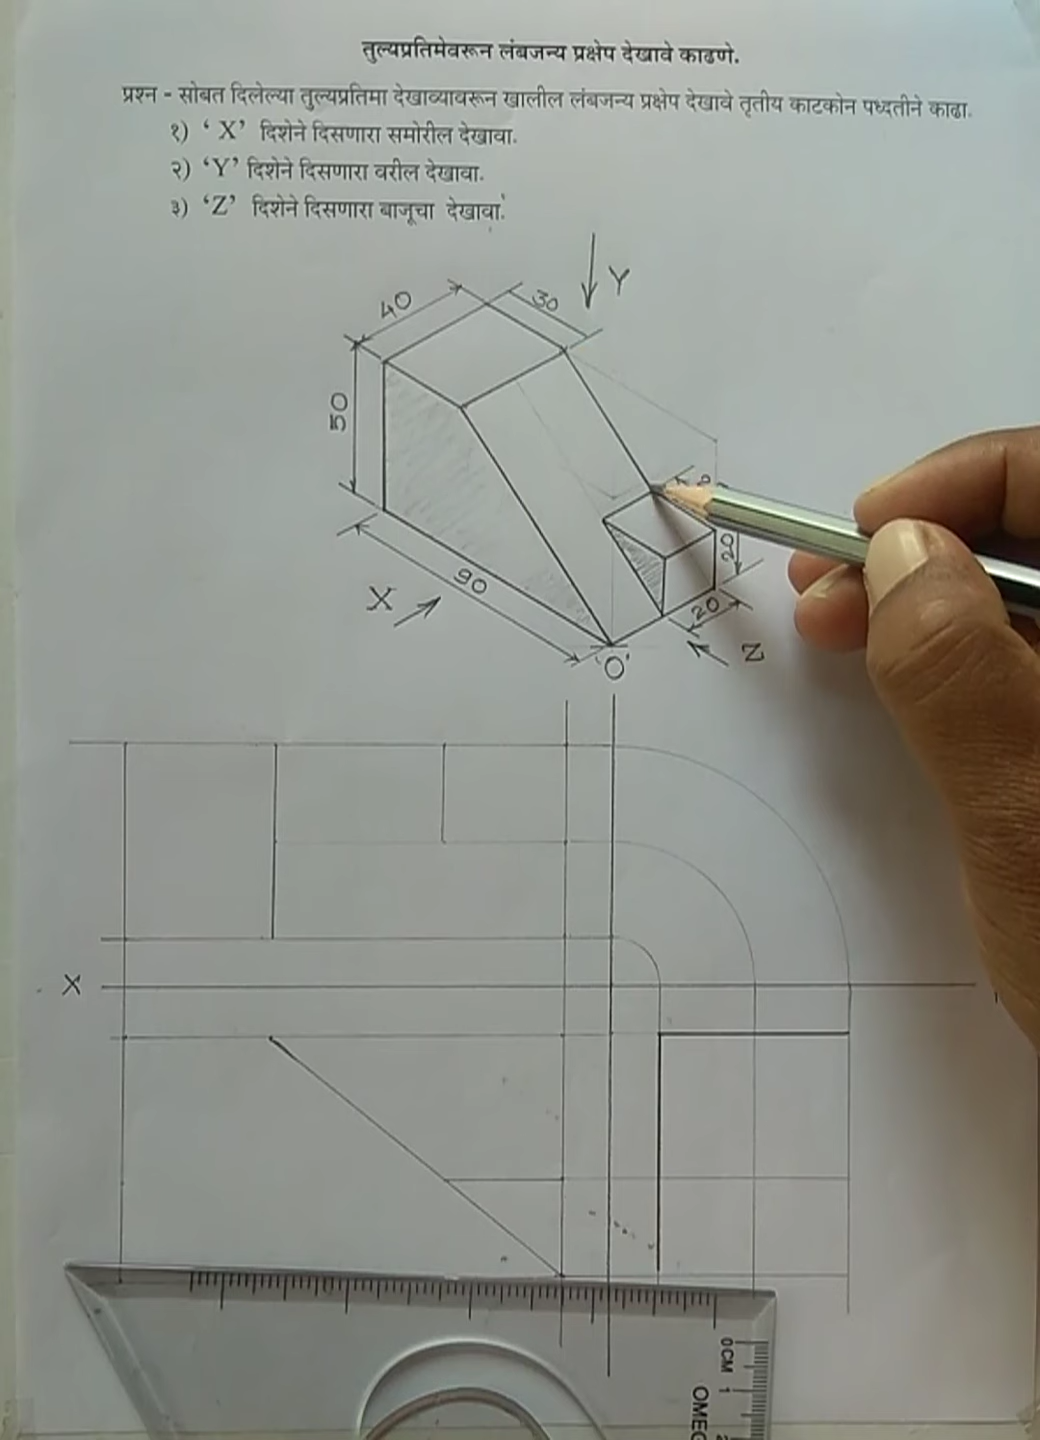 तुल्यप्रतिमेवरून लंबजन्य प्रक्षेप देखावे काढणे.
प्रश्न - सोबत दिलेल्या तुल्यप्रतिमा देखाव्यावरून खालील लंबजन्य प्रक्षेप देखावे तृतीय काटकोन पध्दतीने काढा.
१) ‘ X’ दिशेने दिसणारा समोरील देखावा.
२) ‘Y’ दिशेने दिसणारा वरील देखावा.
३) ‘Z’ दिशेने दिसणारा बाजूचा देखावा.
Y
40
30
50
20
90
20
X
Z
'O'
X
0CM 1
OMEG